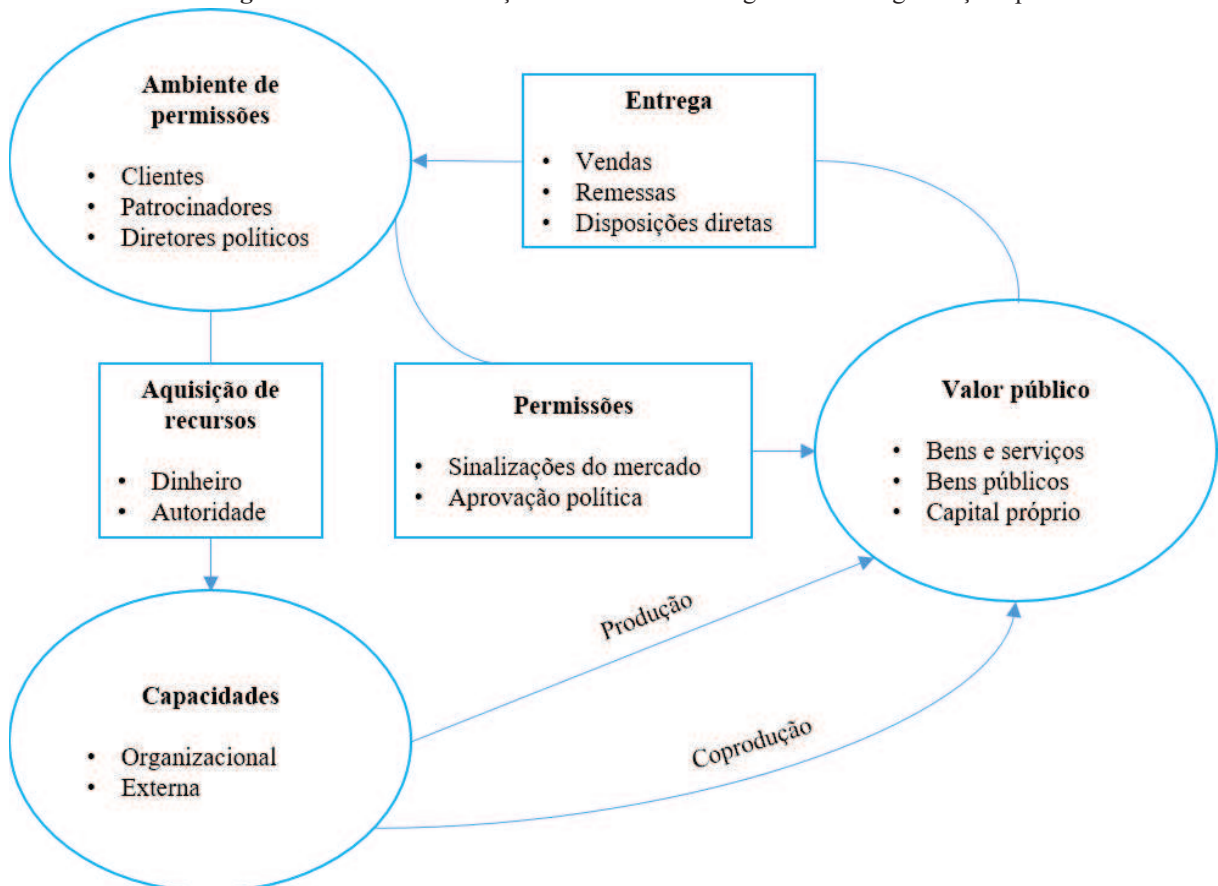 Ambiente de
permissões
• Clientes
• Patrocinadores
• Diretores políticos
Entrega
• Vendas
• Remessas
• Disposições diretas
Aquisição de
recursos
• Dinheiro
• Autoridade
Permissões
• Sinalizações do mercado
• Aprovação política
Valor público
• Bens e serviços
• Bens públicos
• Capital próprio
Produção
Capacidades
• Organizacional
• Externa
Coprodução